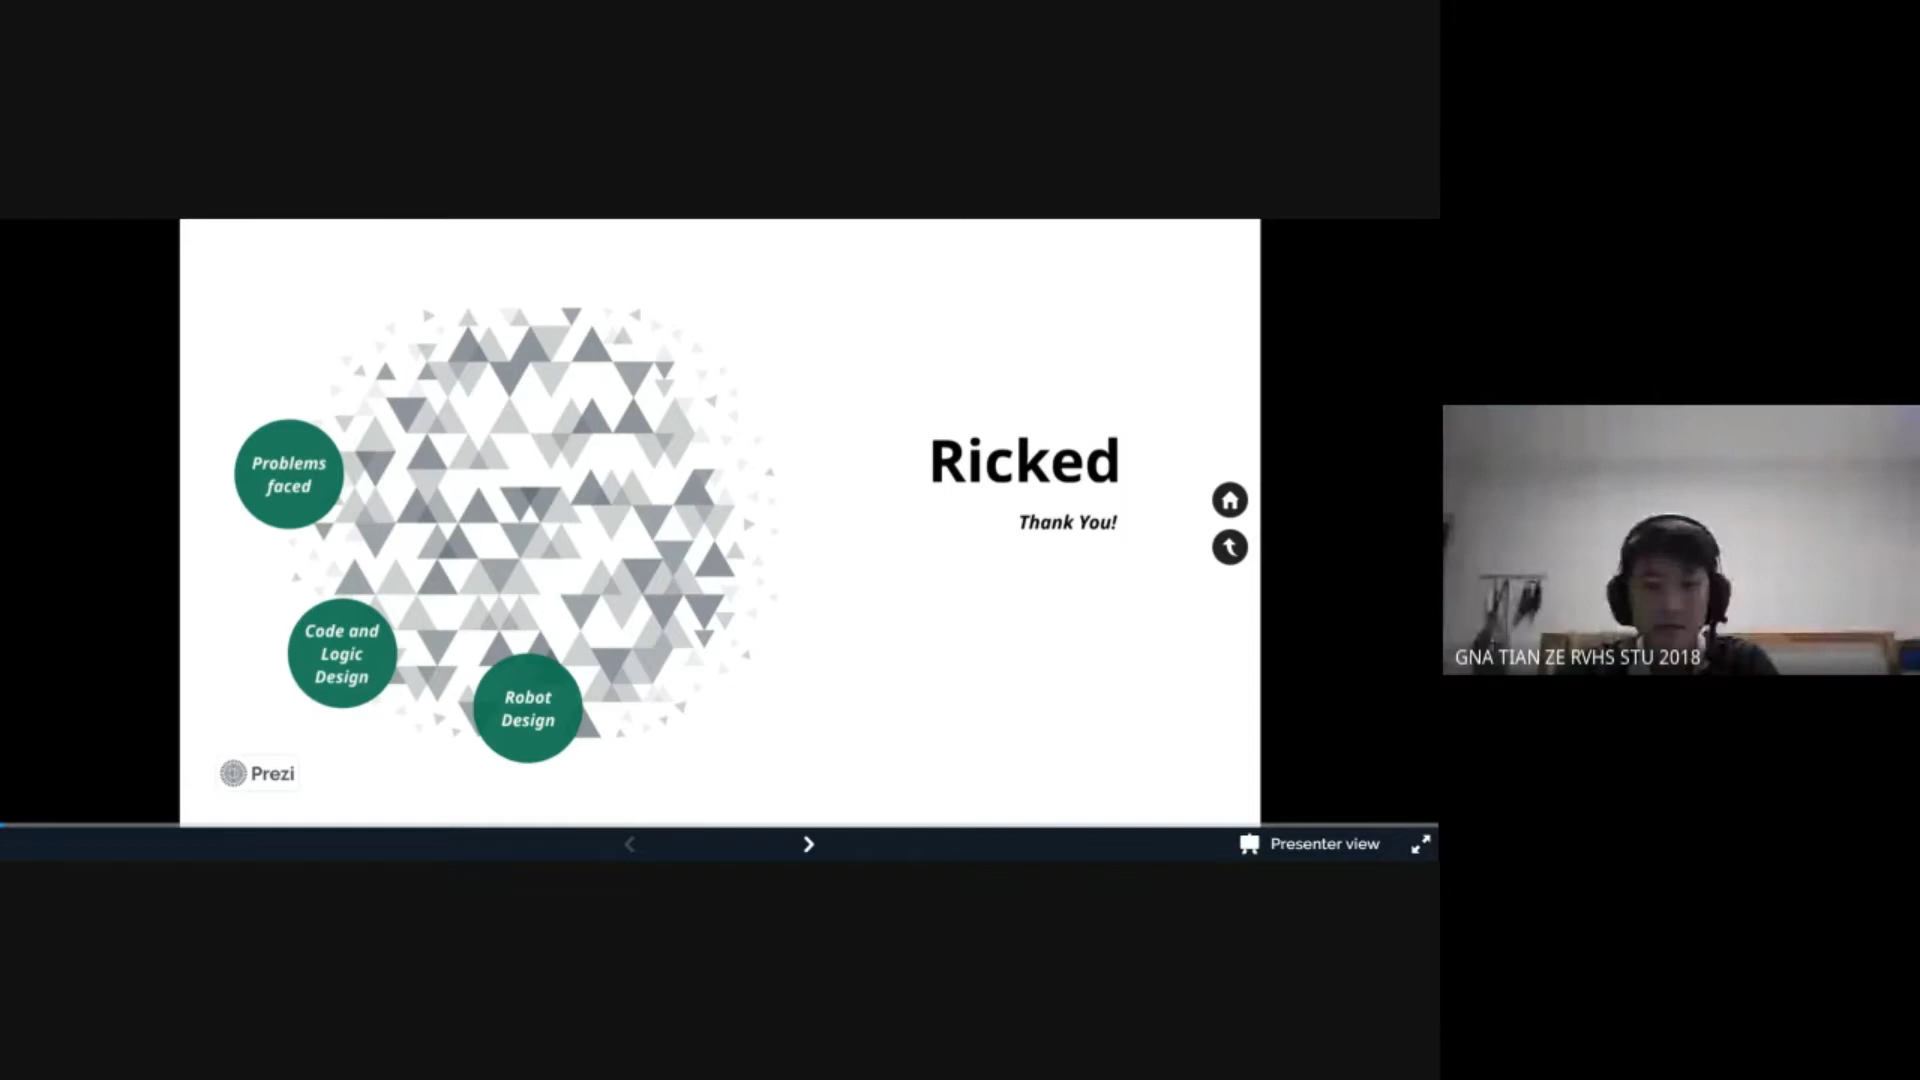 Problems
faced
Code and
Logic
Design
Robot
Design
Ricked
Thank You!
Prezi
Presenter view
GNA TIAN ZE RVHS STU 2018